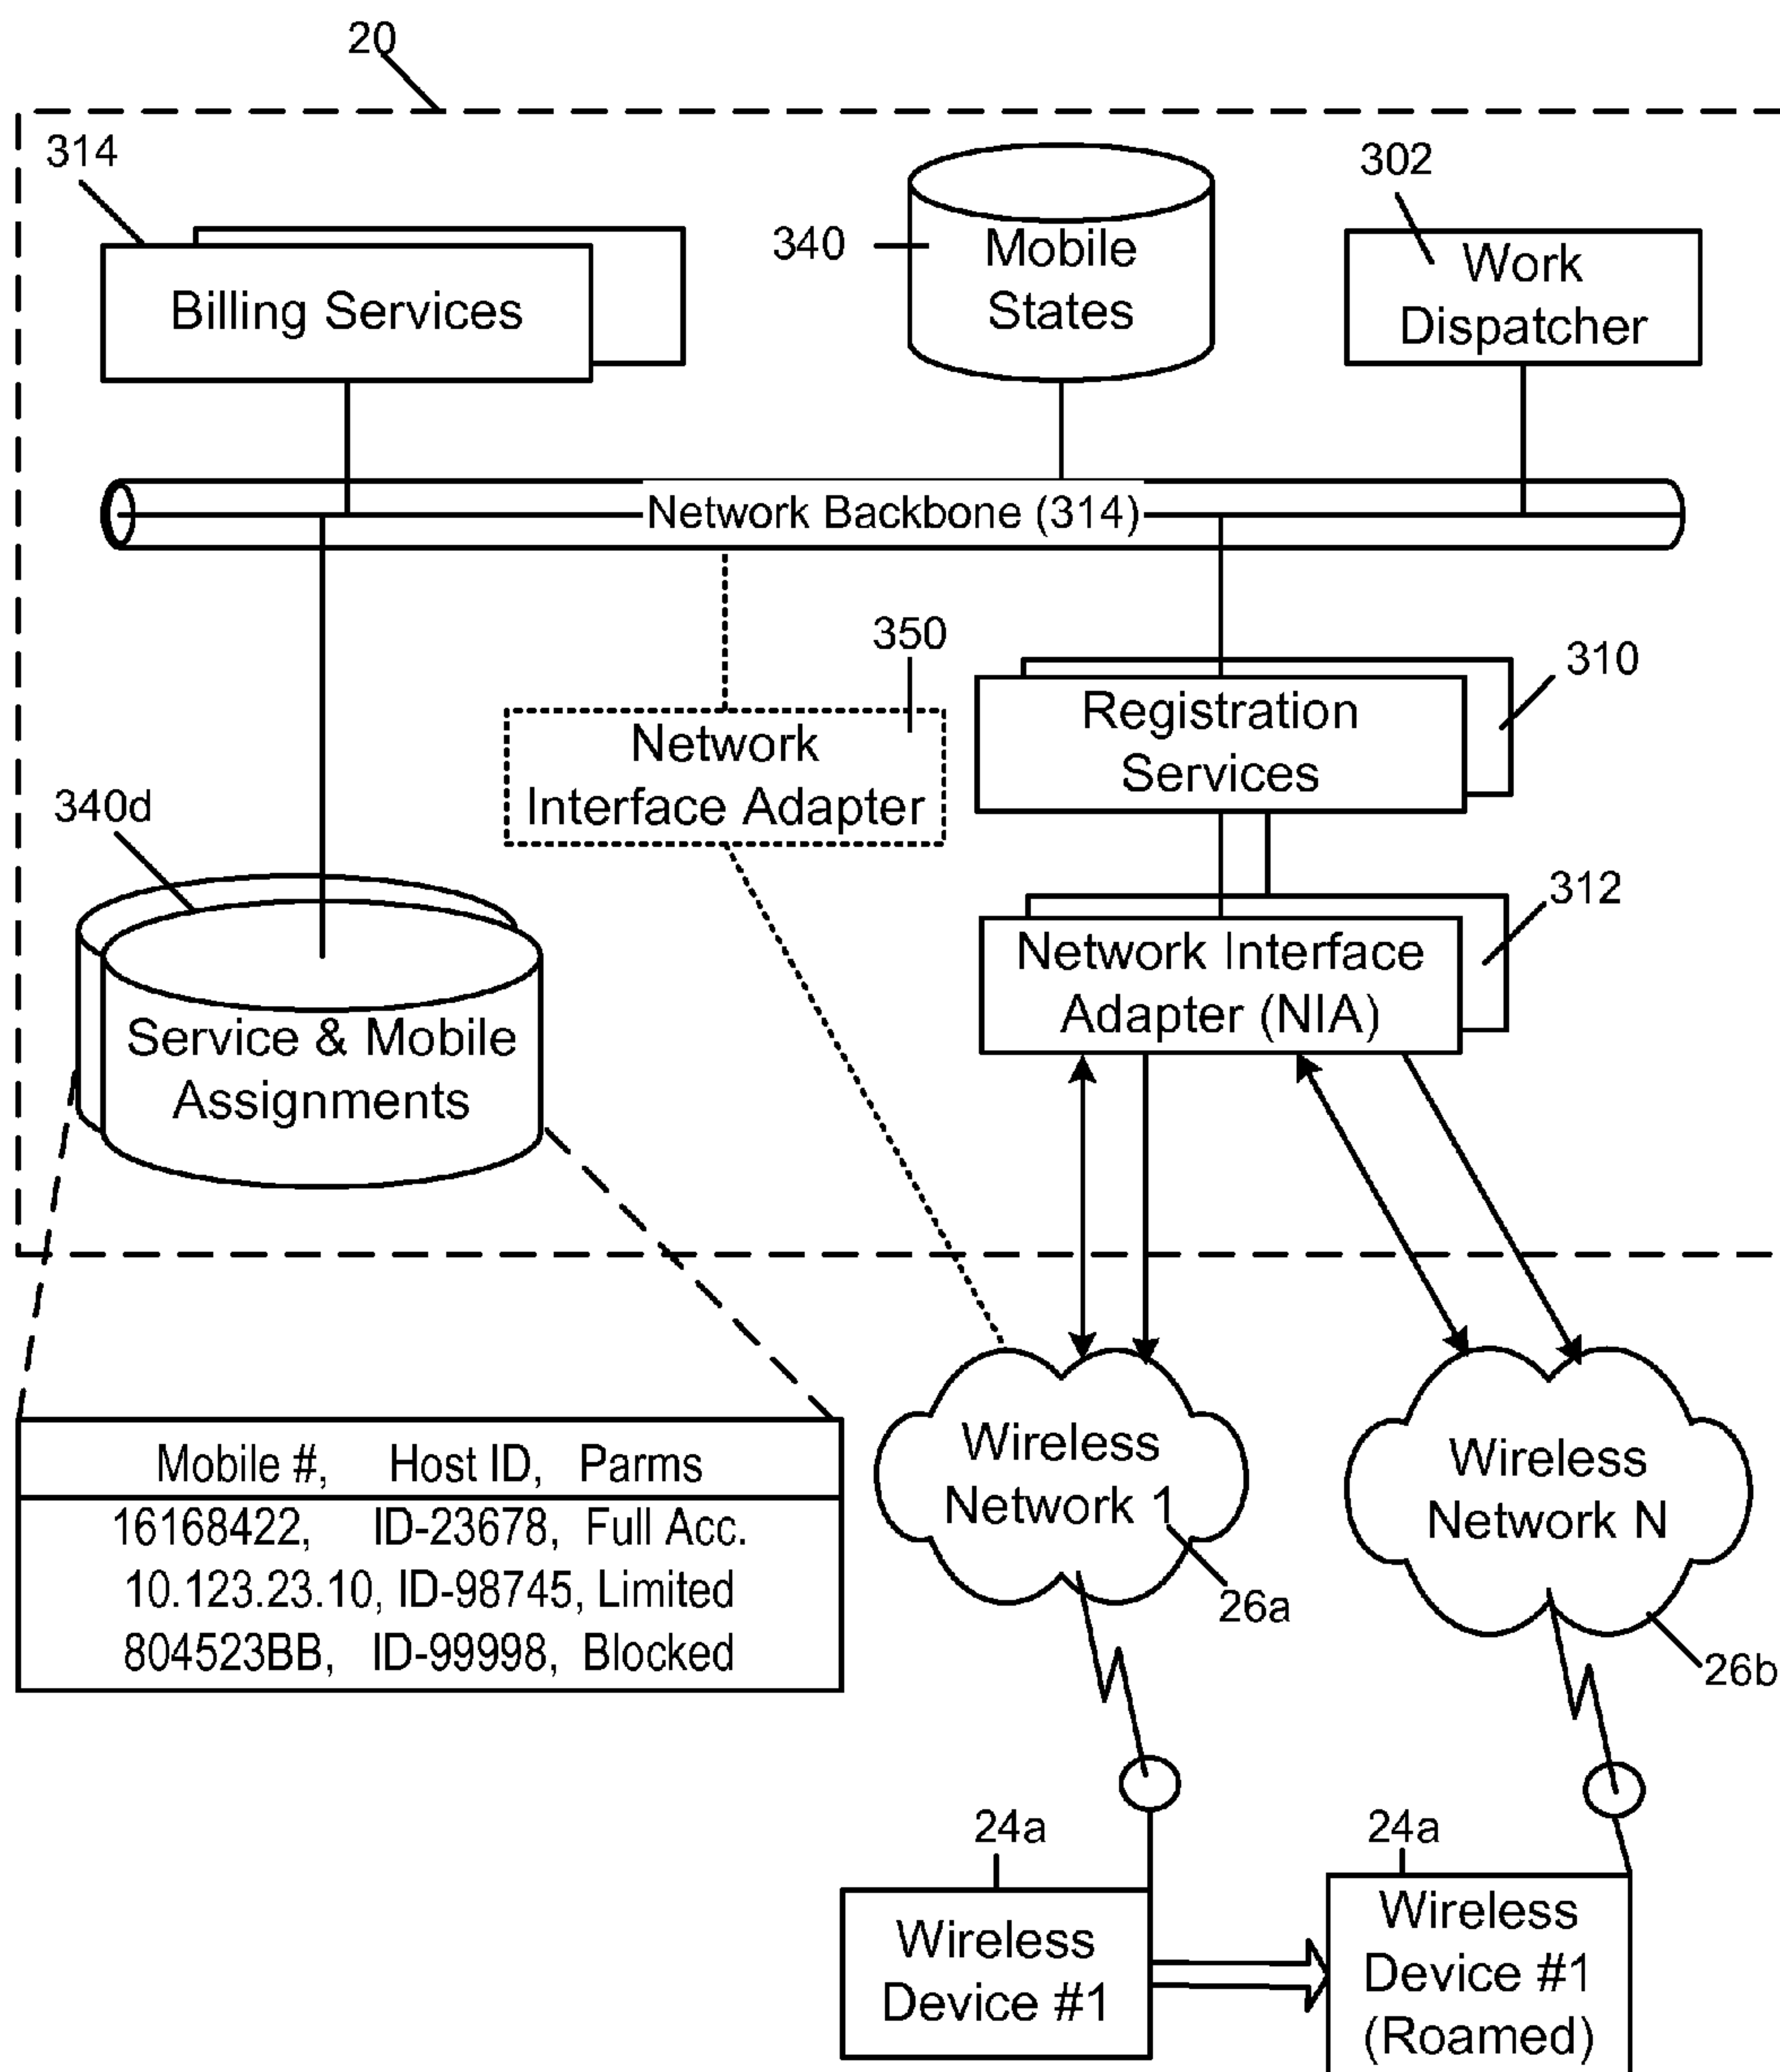 20
314
340
302
Billing Services
Mobile
States
Work
Dispatcher
Network Backbone (314)
350
310
Network
Interface Adapter
Registration
Services
340d
312
Network Interface
Adapter (NIA)
Service & Mobile
Assignments
Mobile #, Host ID, Parms
16168422, ID-23678, Full Acc.
10.123.23.10, ID-98745, Limited
804523BB, ID-99998, Blocked
Wireless
Network 1
26a
Wireless
Network N
26b
24a
24a
Wireless
Device #1
Wireless
Device #1
(Roamed)